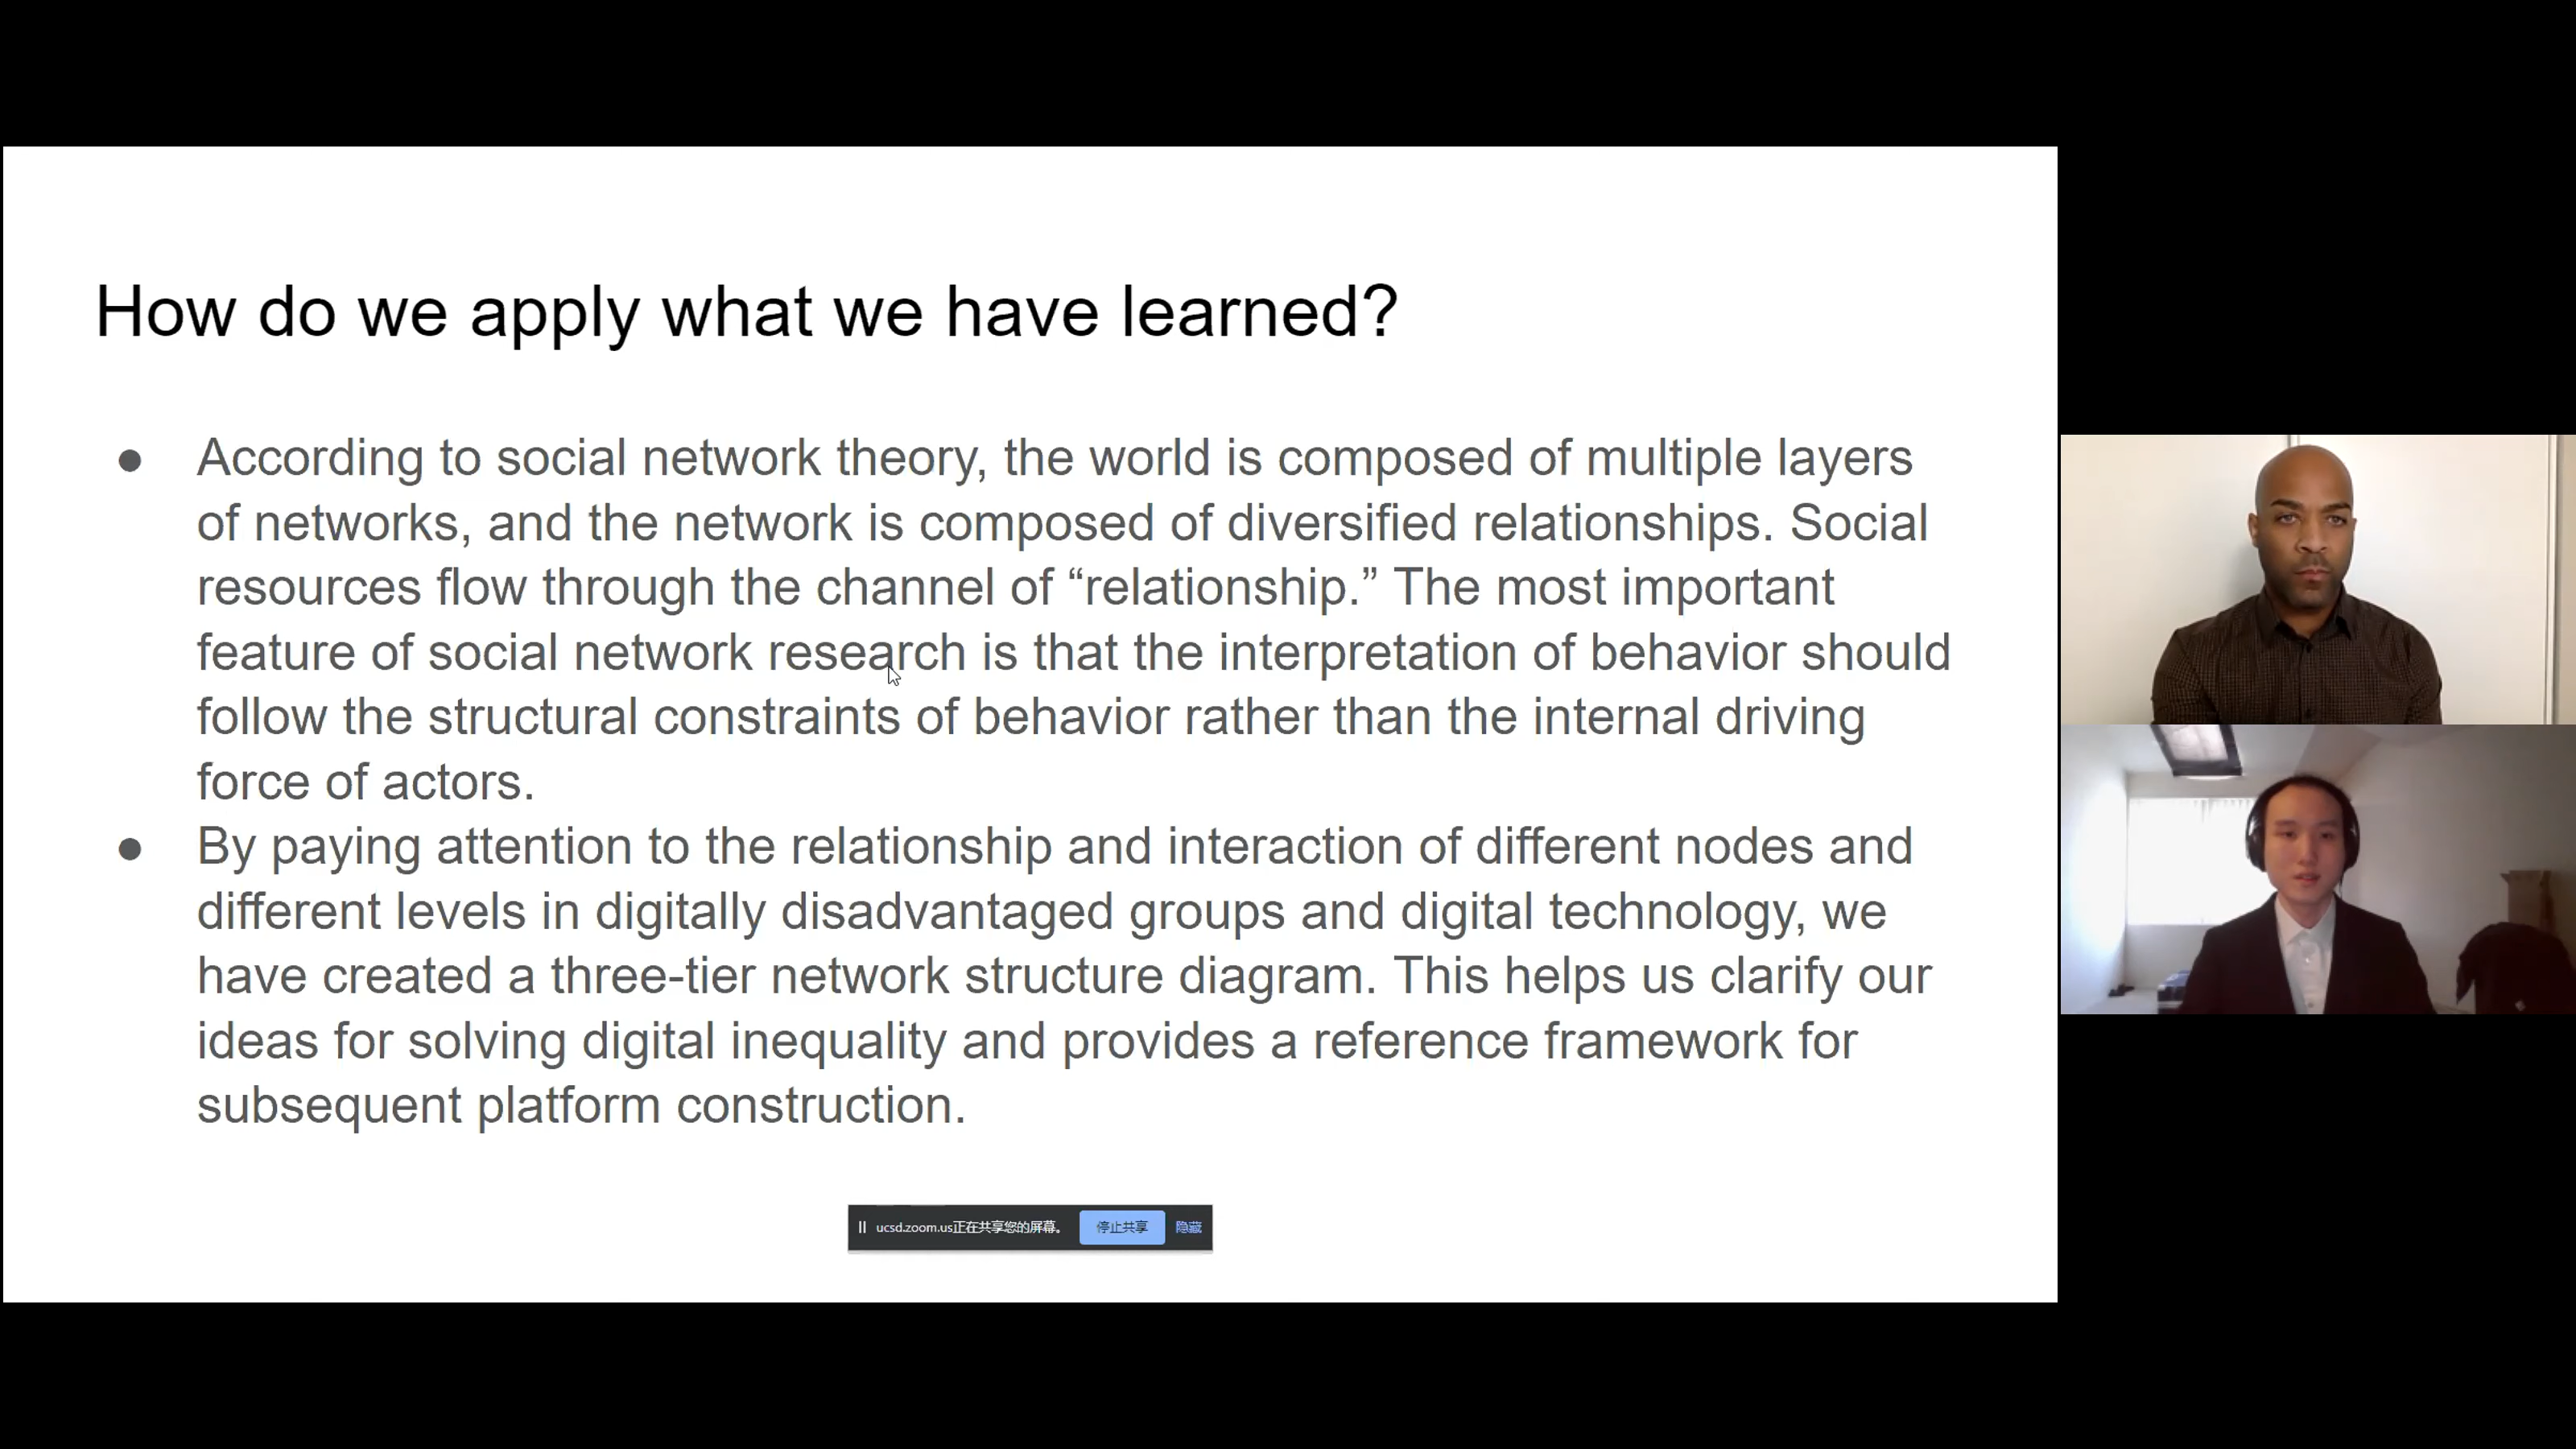 How do we apply what we have learned?
● According to social network theory, the world is composed of multiple layers
of networks, and the network is composed of diversified relationships. Social
resources flow through the channel of “relationship.” The most important
feature of social network research is that the interpretation of behavior should
follow the structural constraints of behavior rather than the internal driving
force of actors.
● By paying attention to the relationship and interaction of different nodes and
different levels in digitally disadvantaged groups and digital technology, we
have created a three-tier network structure diagram. This helps us clarify our
ideas for solving digital inequality and provides a reference framework for
subsequent platform construction.
ucsd.zoom.us正在共享您的屏幕。 停止共享 隐藏